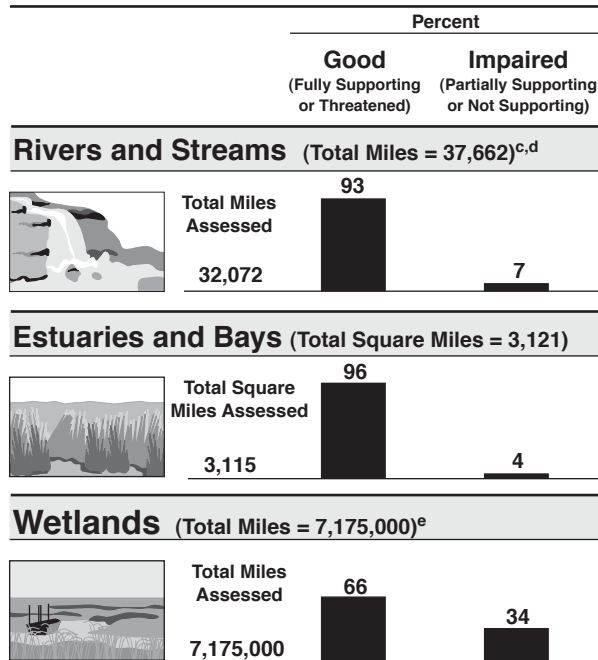 Percent
Good Impaired
(Fully Supporting (Partially Supporting
or Threatened) or Not Supporting)
Rivers and Streams (Total Miles = 37,662)c,d
93
Total Miles
Assessed
7
32,072
Estuaries and Bays (Total Square Miles = 3,121)
96
Total Square
Miles Assessed
4
3,115
Wetlands (Total Miles = 7,175,000)e
Total Miles
Assessed
66
34
7,175,000